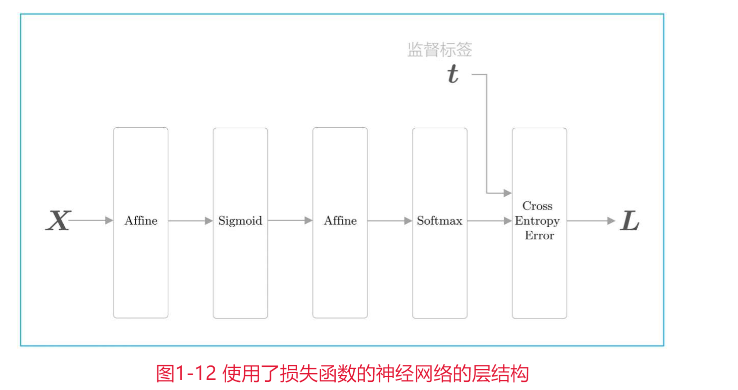 监督标签
t
X
Affine
Sigmoid
Affine
Softmax
Cross
Entropy
Error
L
图1-12 使用了损失函数的神经网络的层结构